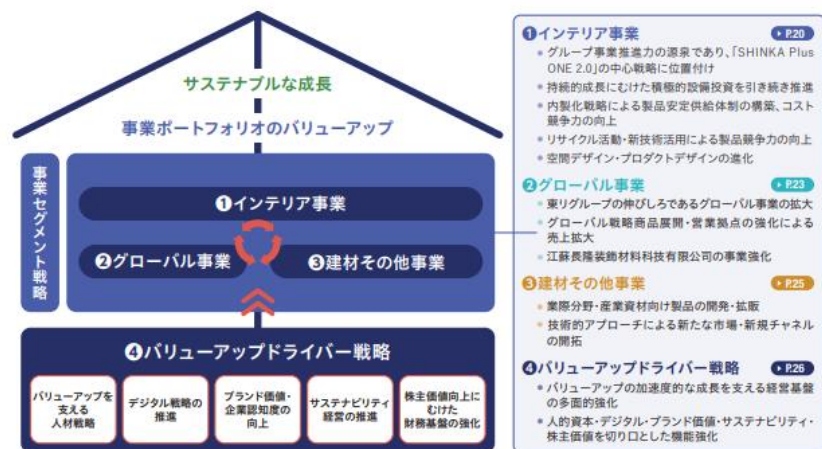 サステナブルな成長
事業ポートフォリオのバリューアップ
事業セグメント戦略
❶インテリア事業
❷グローバル事業
❸建材その他事業
❹バリューアップドライバー戦略
バリューアップを
支える
人材戦略
デジタル戦略の
推進
ブランド価値・
企業認知度の
向上
サステナビリティ
経営の推進
株主価値向上に
むけた
財務基盤の強化
❶インテリア事業 ▶P.20
• グループ事業推進力の源泉であり、「SHINKA Plus
ONE 2.0」の中心戦略に位置付け
• 持続的成長にむけた積極的設備投資を引き続き推進
• 内製化戦略による製品安定供給体制の構築、コスト
競争力の向上
• リサイクル活動・新技術活用による製品競争力の向上
• 空間デザイン・プロダクトデザインの進化
❷グローバル事業 ▶P.23
• 東リグループの伸びしろであるグローバル事業の拡大
• グローバル戦略商品展開・営業拠点の強化による
売上拡大
• 江蘇長隆装飾材料科技有限公司の事業強化
❸建材その他事業 ▶P.25
• 業際分野・産業資材向け製品の開発・拡販
• 技術的アプローチによる新たな市場・新規チャネル
の開拓
❹バリューアップドライバー戦略 ▶P.26
• バリューアップの加速度的な成長を支える経営基盤
の多面的強化
• 人的資本・デジタル・ブランド価値・サステナビリティ・
株主価値を切り口とした機能強化